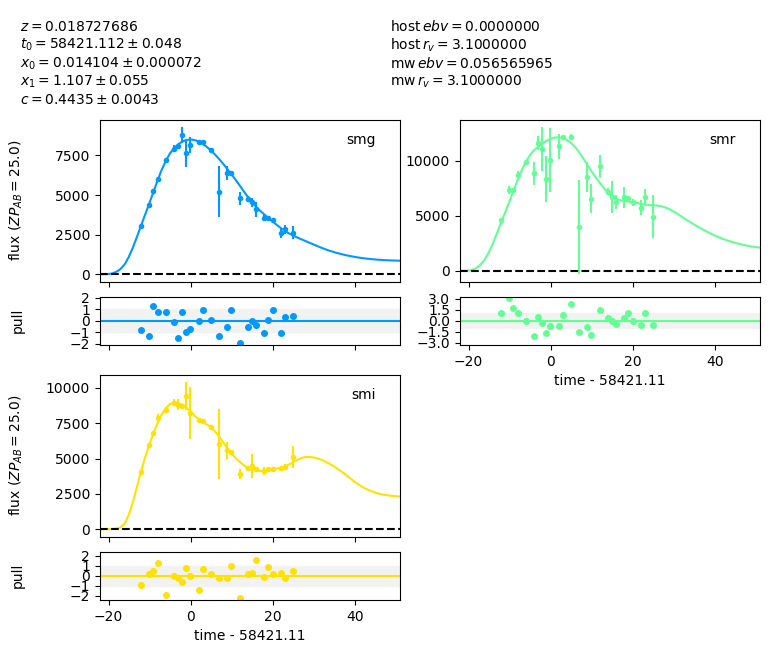 z = 0.018727686
t₀ = 58421.112 ± 0.048
x₀ = 0.014104 ± 0.000072
x₁ = 1.107 ± 0.055
c = 0.4435 ± 0.0043
host ebv = 0.0000000
host r_v = 3.1000000
mw ebv = 0.056565965
mw r_v = 3.1000000
smg
flux (ZP_AB = 25.0)
7500
5000
2500
0
pull
2
1
0
−1
−2
smr
10000
5000
0
3.0
1.5
0.0
−1.5
−3.0
−20
0
20
40
time - 58421.11
smi
flux (ZP_AB = 25.0)
10000
7500
5000
2500
0
pull
2
1
0
−1
−2
−20
0
20
40
time - 58421.11